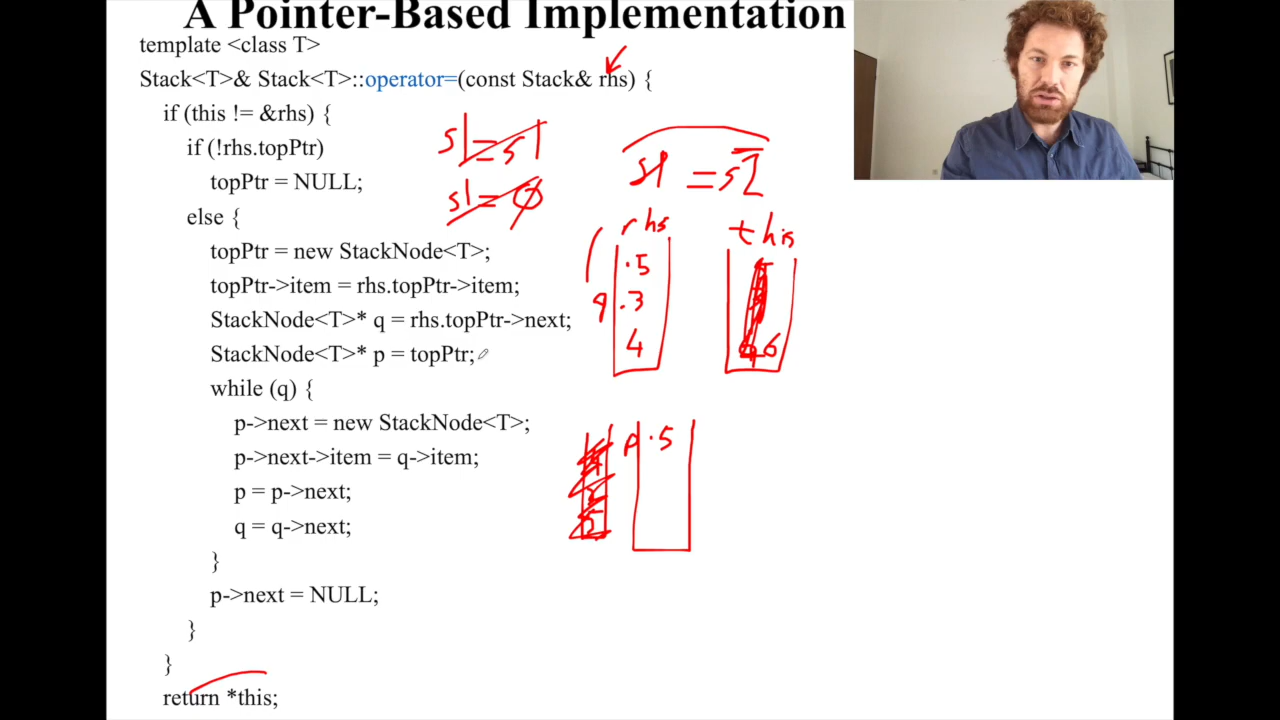 A Pointer-Based Implementation
template <class T>
Stack<T>& Stack<T>::operator=(const Stack& rhs) {
if (this != &rhs) {
if (!rhs.topPtr)
topPtr = NULL;
else {
topPtr = new StackNode<T>;
topPtr->item = rhs.topPtr->item;
StackNode<T>* q = rhs.topPtr->next;
StackNode<T>* p = topPtr;
while (q) {
p->next = new StackNode<T>;
p->next->item = q->item;
p = p->next;
q = q->next;
}
p->next = NULL;
}
}
return *this;
s1 = s1
s1 =
s1 = s2
rhs
.5
q .3
4
this
6
p .5